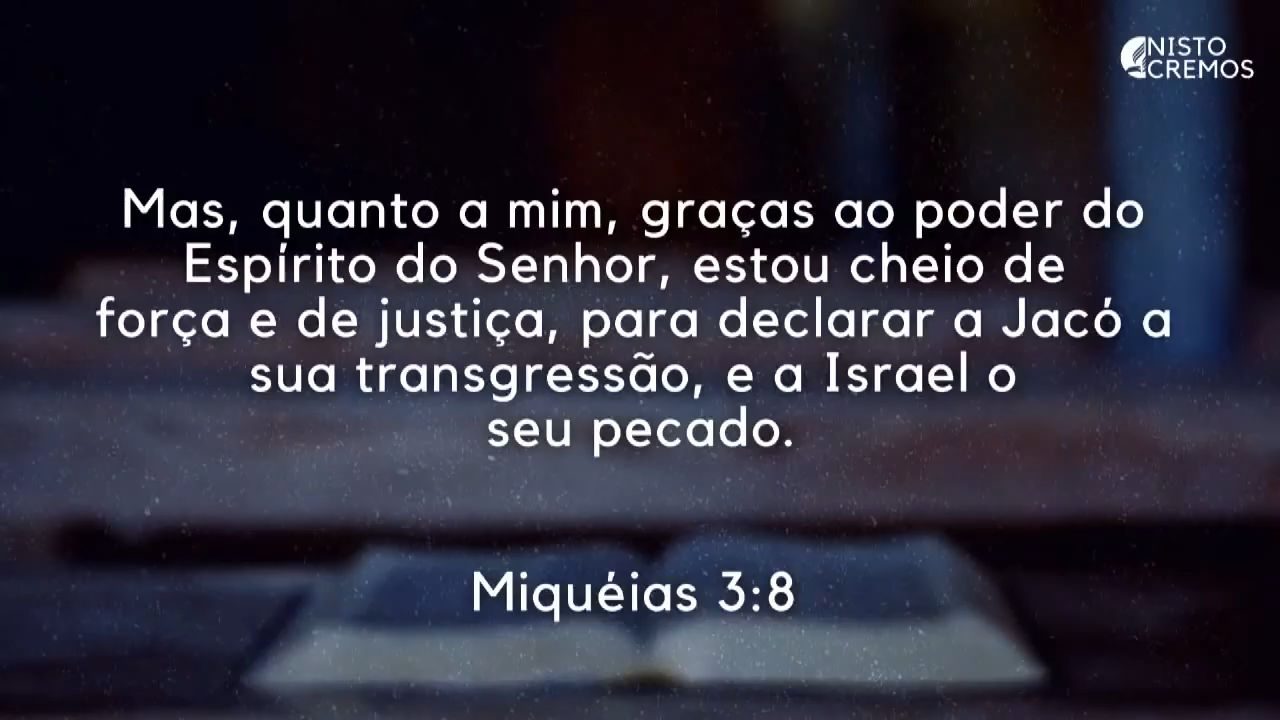 NISTO
CREMOS
Mas, quanto a mim, graças ao poder do
Espírito do Senhor, estou cheio de
força e de justiça, para declarar a Jacó a
sua transgressão, e a Israel o
seu pecado.
Miquéias 3:8